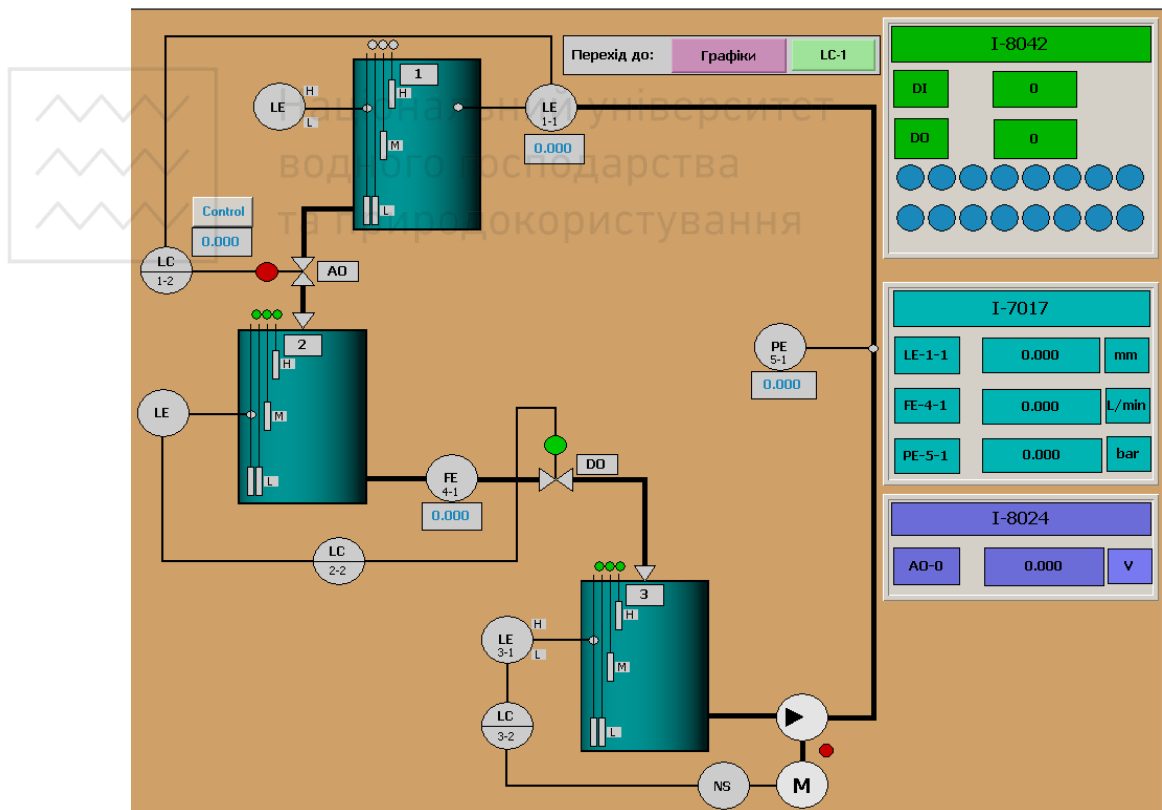 Національний університет
водного господарства
та природокористування
Перехід до: Графіки LC-1
1
H
M
L
LE
H
L
LE
1-1
0.000
Control
0.000
LC
1-2
AO
2
H
M
L
LE
FE
4-1
0.000
DO
LC
2-2
PE
5-1
0.000
3
H
M
L
LE
3-1
H
L
LC
3-2
NS
M
I-8042
DI 0
DO 0
I-7017
LE-1-1 0.000 mm
FE-4-1 0.000 L/min
PE-5-1 0.000 bar
I-8024
AO-0 0.000 V